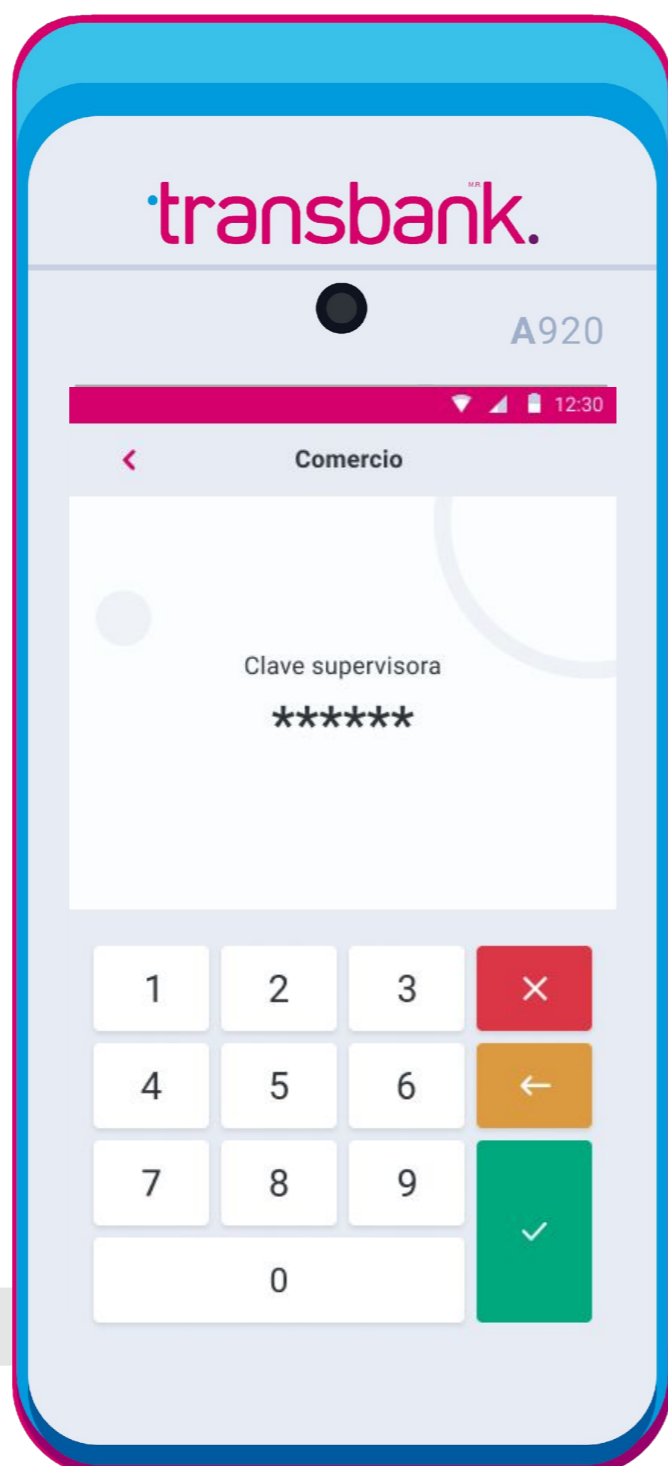 transbank.
M.R.
A920
12:30
Comercio
Clave supervisora
******
1 2 3
4 5 6
7 8 9
0